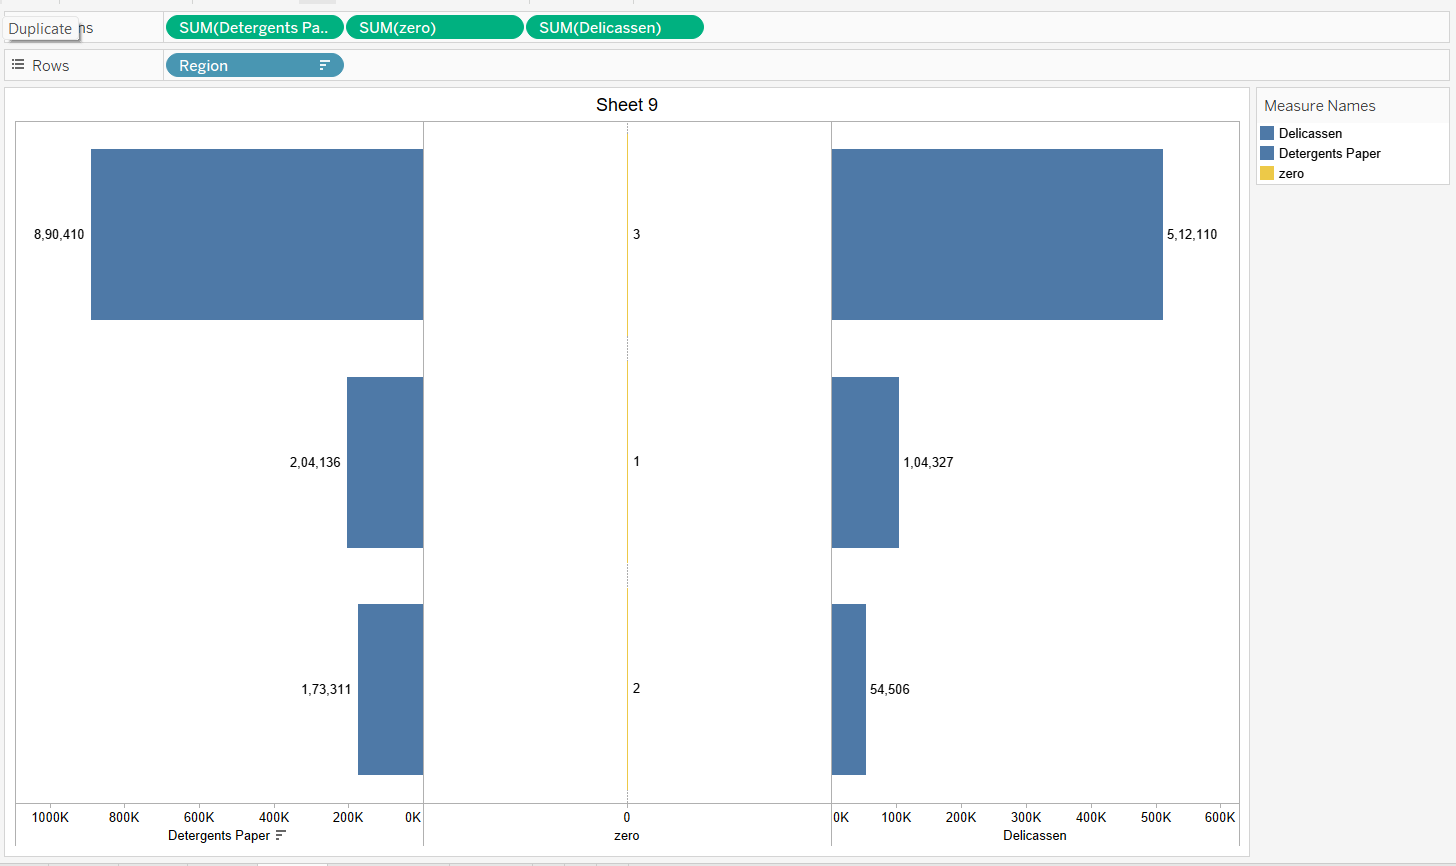 Duplicate ns SUM(Detergents Pa.. SUM(zero) SUM(Delicassen)
Rows Region
Sheet 9
Measure Names
Delicassen
Detergents Paper
zero
8,90,410 3 5,12,110
2,04,136 1 1,04,327
1,73,311 2 54,506
1000K 800K 600K 400K 200K 0K 0 0K 100K 200K 300K 400K 500K 600K
Detergents Paper zero Delicassen